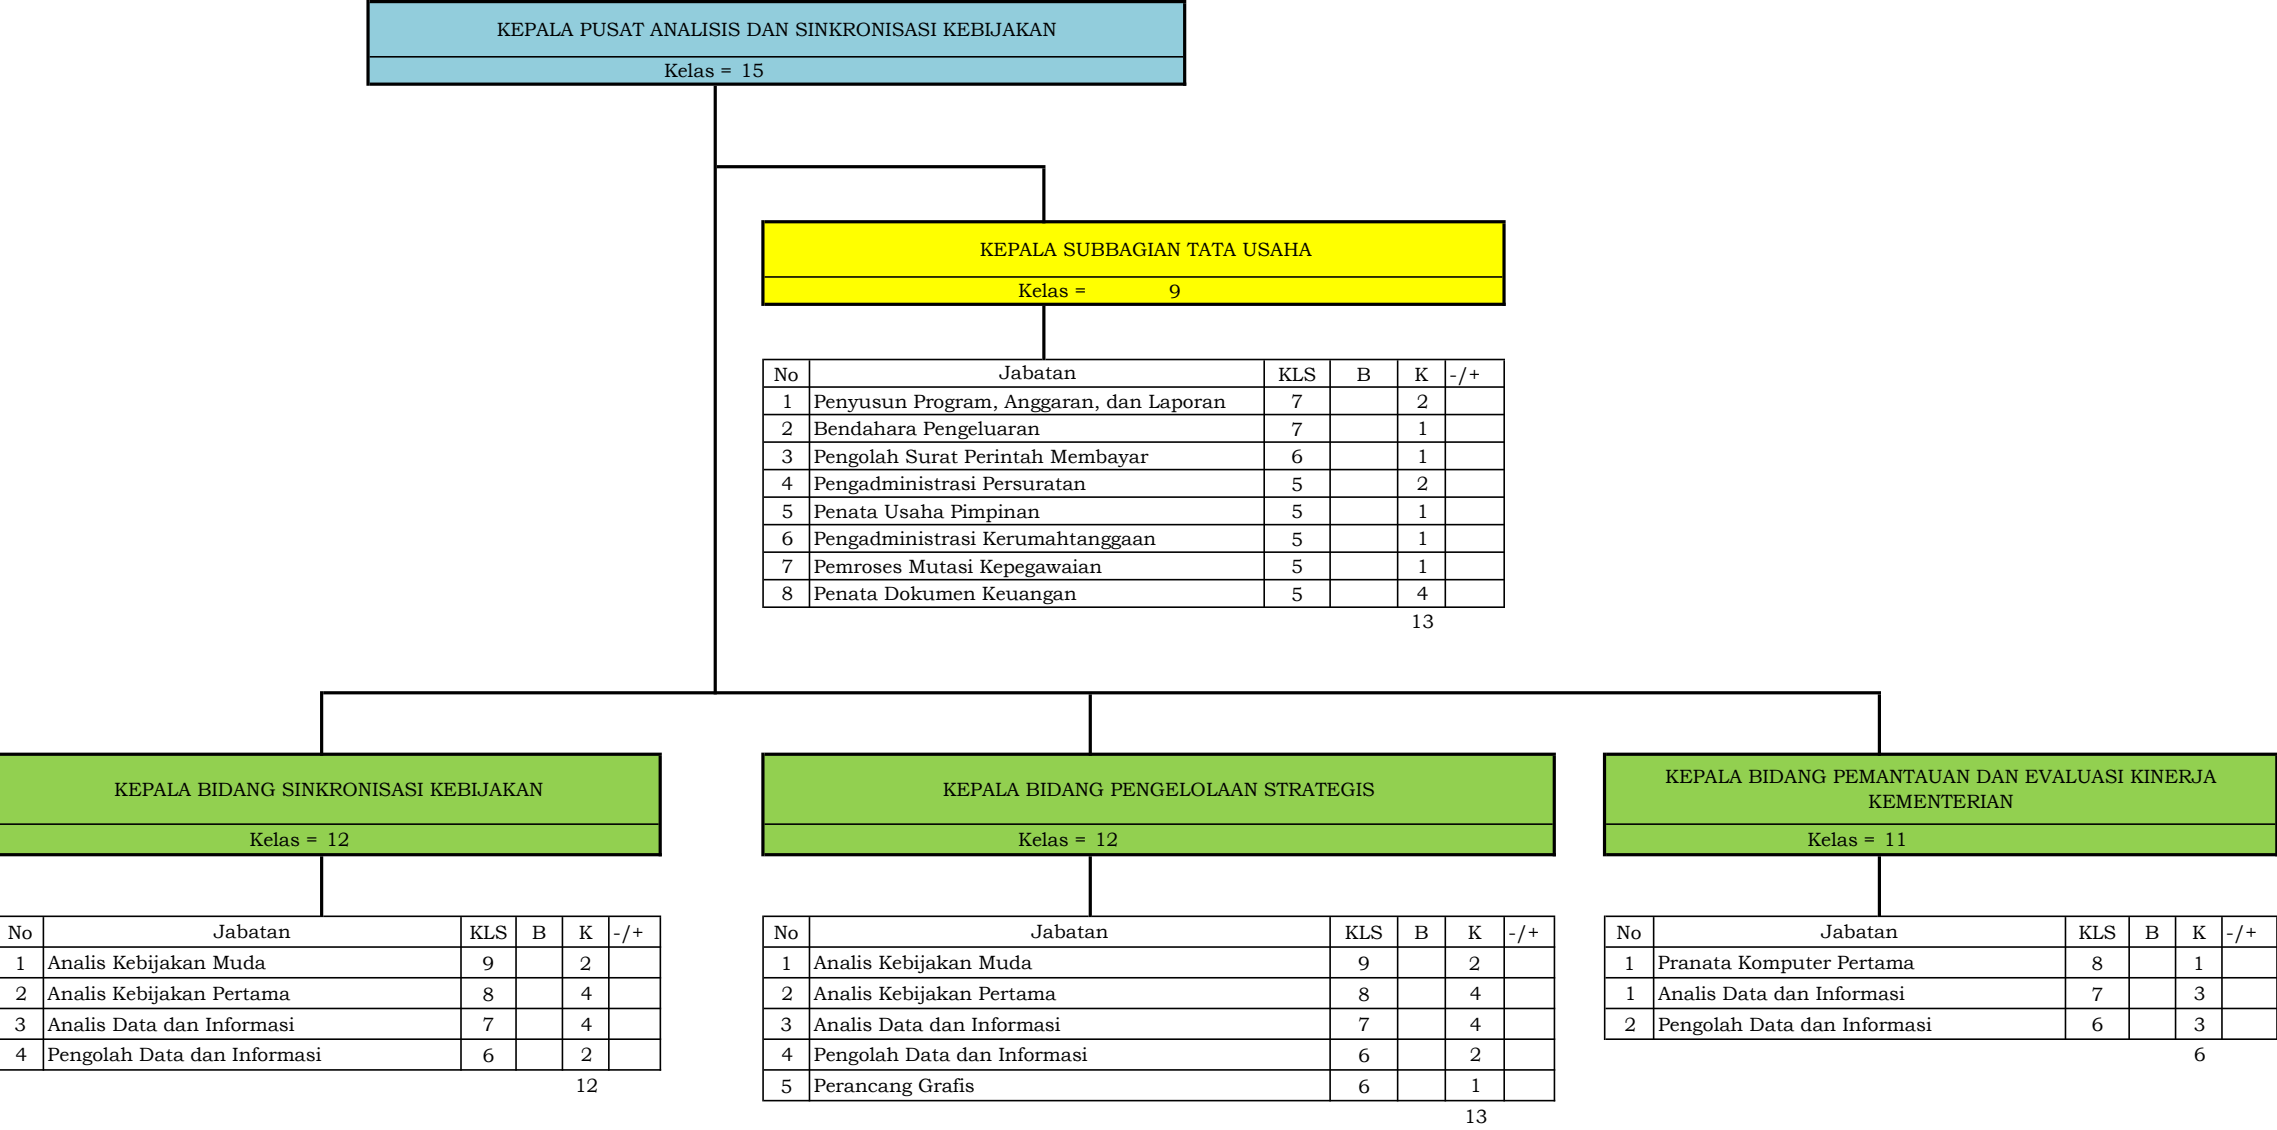 KEPALA PUSAT ANALISIS DAN SINKRONISASI KEBIJAKAN
Kelas = 15
KEPALA SUBBAGIAN TATA USAHA
Kelas = 9
No Jabatan KLS B K -/+
1 Penyusun Program, Anggaran, dan Laporan 7 2
2 Bendahara Pengeluaran 7 1
3 Pengolah Surat Perintah Membayar 6 1
4 Pengadministrasi Persuratan 5 2
5 Penata Usaha Pimpinan 5 1
6 Pengadministrasi Kerumahtanggaan 5 1
7 Pemroses Mutasi Kepegawaian 5 1
8 Penata Dokumen Keuangan 5 4
13
KEPALA BIDANG SINKRONISASI KEBIJAKAN
Kelas = 12
No Jabatan KLS B K -/+
1 Analis Kebijakan Muda 9 2
2 Analis Kebijakan Pertama 8 4
3 Analis Data dan Informasi 7 4
4 Pengolah Data dan Informasi 6 2
12
KEPALA BIDANG PENGELOLAAN STRATEGIS
Kelas = 12
No Jabatan KLS B K -/+
1 Analis Kebijakan Muda 9 2
2 Analis Kebijakan Pertama 8 4
3 Analis Data dan Informasi 7 4
4 Pengolah Data dan Informasi 6 2
5 Perancang Grafis 6 1
13
KEPALA BIDANG PEMANTAUAN DAN EVALUASI KINERJA
KEMENTERIAN
Kelas = 11
No Jabatan KLS B K -/+
1 Pranata Komputer Pertama 8 1
1 Analis Data dan Informasi 7 3
2 Pengolah Data dan Informasi 6 3
6